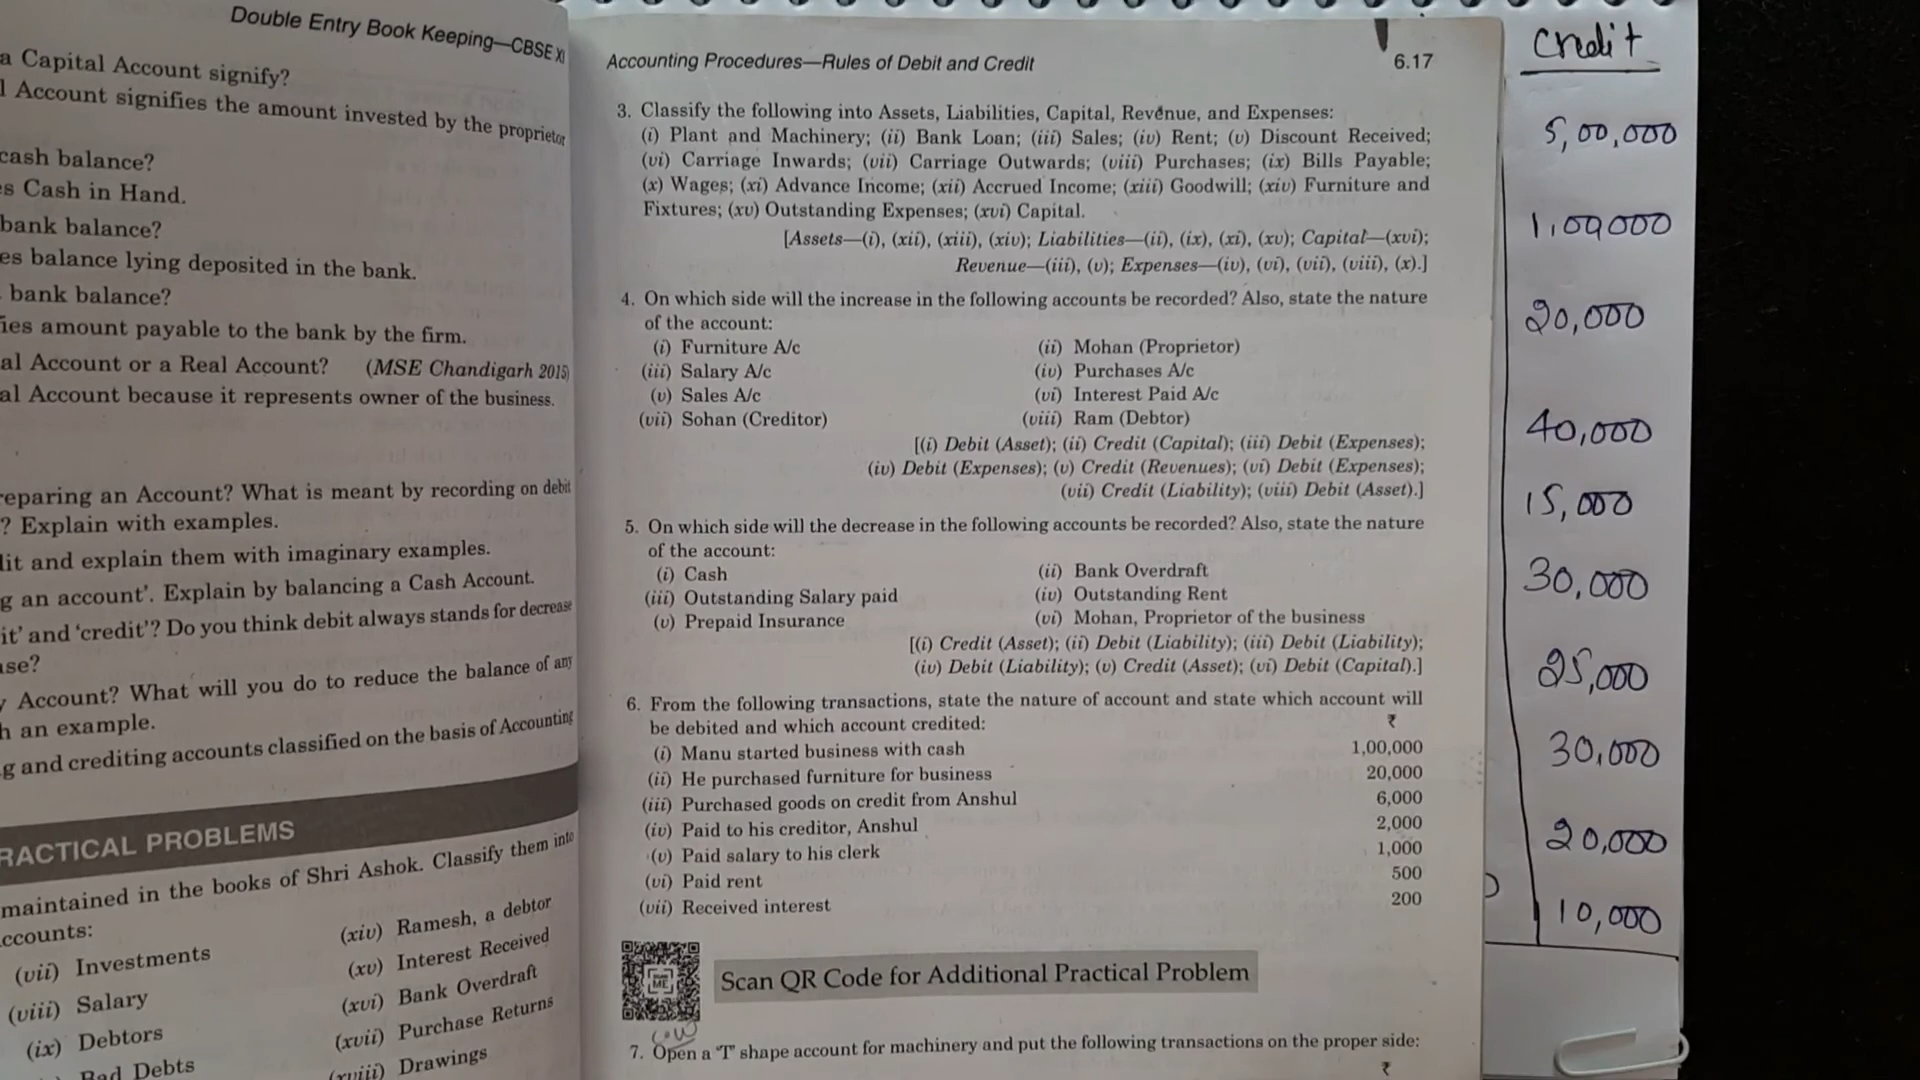 Double Entry Book Keeping—CBSE XI
a Capital Account signify?
l Account signifies the amount invested by the proprietor
cash balance?
es Cash in Hand.
bank balance?
es balance lying deposited in the bank.
bank balance?
ies amount payable to the bank by the firm.
al Account or a Real Account? (MSE Chandigarh 2015)
al Account because it represents owner of the business.
reparing an Account? What is meant by recording on debit
? Explain with examples.
lit and explain them with imaginary examples.
g an account'. Explain by balancing a Cash Account.
it' and 'credit'? Do you think debit always stands for decrease
ase?
y Account? What will you do to reduce the balance of any
h an example.
g and crediting accounts classified on the basis of Accounting
RACTICAL PROBLEMS
maintained in the books of Shri Ashok. Classify them into
ccounts:
(vii) Investments
(viii) Salary
(ix) Debtors
Bad Debts
(xiv) Ramesh, a debtor
(xv) Interest Received
(xvi) Bank Overdraft
(xvii) Purchase Returns
(xviii) Drawings
Accounting Procedures—Rules of Debit and Credit 6.17
3. Classify the following into Assets, Liabilities, Capital, Revenue, and Expenses:
(i) Plant and Machinery; (ii) Bank Loan; (iii) Sales; (iv) Rent; (v) Discount Received;
(vi) Carriage Inwards; (vii) Carriage Outwards; (viii) Purchases; (ix) Bills Payable;
(x) Wages; (xi) Advance Income; (xii) Accrued Income; (xiii) Goodwill; (xiv) Furniture and
Fixtures; (xv) Outstanding Expenses; (xvi) Capital.
[Assets—(i), (xii), (xiii), (xiv); Liabilities—(ii), (ix), (xi), (xv); Capital—(xvi);
Revenue—(iii), (v); Expenses—(iv), (vi), (vii), (viii), (x).]
4. On which side will the increase in the following accounts be recorded? Also, state the nature
of the account:
(i) Furniture A/c (ii) Mohan (Proprietor)
(iii) Salary A/c (iv) Purchases A/c
(v) Sales A/c (vi) Interest Paid A/c
(vii) Sohan (Creditor) (viii) Ram (Debtor)
[(i) Debit (Asset); (ii) Credit (Capital); (iii) Debit (Expenses);
(iv) Debit (Expenses); (v) Credit (Revenues); (vi) Debit (Expenses);
(vii) Credit (Liability); (viii) Debit (Asset).]
5. On which side will the decrease in the following accounts be recorded? Also, state the nature
of the account:
(i) Cash (ii) Bank Overdraft
(iii) Outstanding Salary paid (iv) Outstanding Rent
(v) Prepaid Insurance (vi) Mohan, Proprietor of the business
[(i) Credit (Asset); (ii) Debit (Liability); (iii) Debit (Liability);
(iv) Debit (Liability); (v) Credit (Asset); (vi) Debit (Capital).]
6. From the following transactions, state the nature of account and state which account will
be debited and which account credited: ₹
(i) Manu started business with cash 1,00,000
(ii) He purchased furniture for business 20,000
(iii) Purchased goods on credit from Anshul 6,000
(iv) Paid to his creditor, Anshul 2,000
(v) Paid salary to his clerk 1,000
(vi) Paid rent 500
(vii) Received interest 200
Scan QR Code for Additional Practical Problem
7. Open a 'T' shape account for machinery and put the following transactions on the proper side:
₹
Credit
5,00,000
1,00,000
20,000
40,000
15,000
30,000
25,000
30,000
20,000
10,000